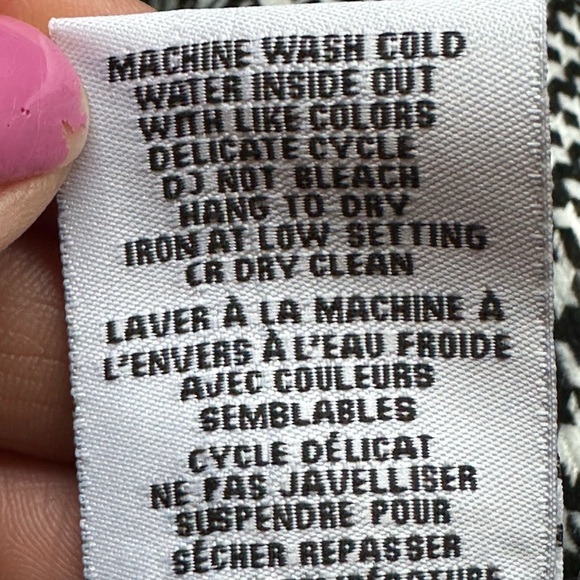 MACHINE WASH COLD
WATER INSIDE OUT
WITH LIKE COLORS
DELICATE CYCLE
DO NOT BLEACH
HANG TO DRY
IRON AT LOW SETTING
OR DRY CLEAN
LAVER À LA MACHINE À
L'ENVERS À L'EAU FROIDE
AVEC COULEURS
SEMBLABLES
CYCLE DÉLICAT
NE PAS JAVELLISER
SUSPENDRE POUR
SÉCHER REPASSER